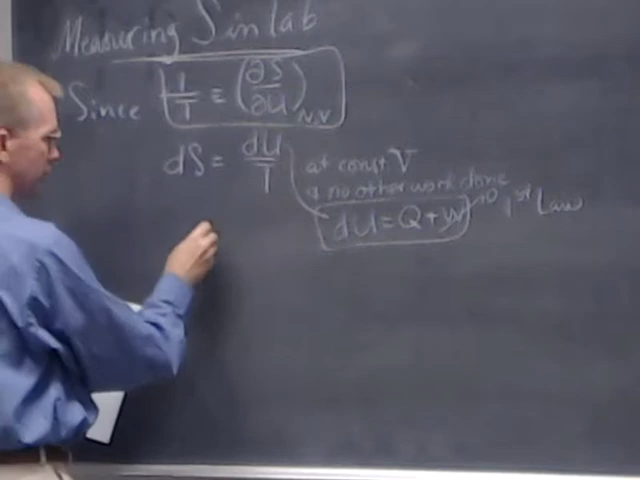 Measuring S in lab
Since 1/T ≡ (∂S/∂U)N,V
dS = dU/T at const V
& no other work done
dU = Q + W → 0 1st Law